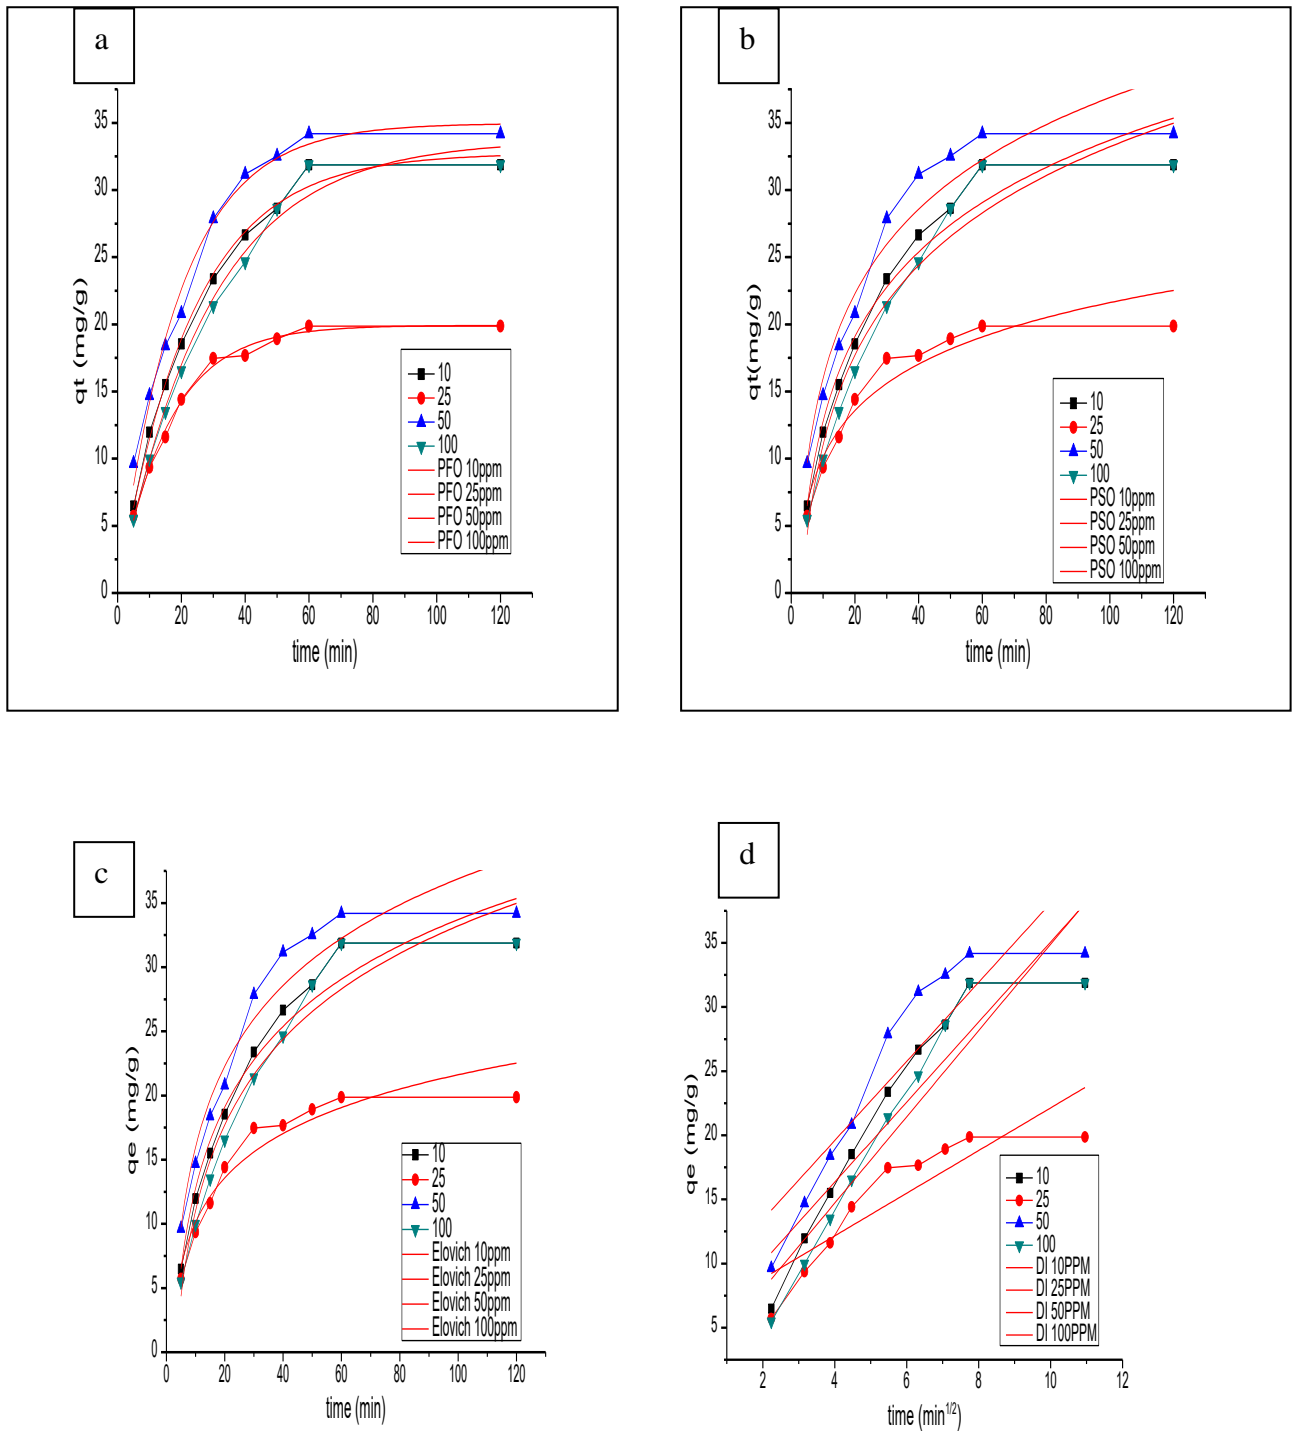 a
qt (mg/g)
35
30
25
20
15
10
5
0
0 20 40 60 80 100 120
time (min)
10
25
50
100
PFO 10ppm
PFO 25ppm
PFO 50ppm
PFO 100ppm
b
qt(mg/g)
35
30
25
20
15
10
5
0
0 20 40 60 80 100 120
time (min)
10
25
50
100
PSO 10ppm
PSO 25ppm
PSO 50ppm
PSO 100ppm
c
qe (mg/g)
35
30
25
20
15
10
5
0
0 20 40 60 80 100 120
time (min)
10
25
50
100
Elovich 10ppm
Elovich 25ppm
Elovich 50ppm
Elovich 100ppm
d
qe (mg/g)
35
30
25
20
15
10
5
2 4 6 8 10 12
time (min^1/2)
10
25
50
100
DI 10PPM
DI 25PPM
DI 50PPM
DI 100PPM